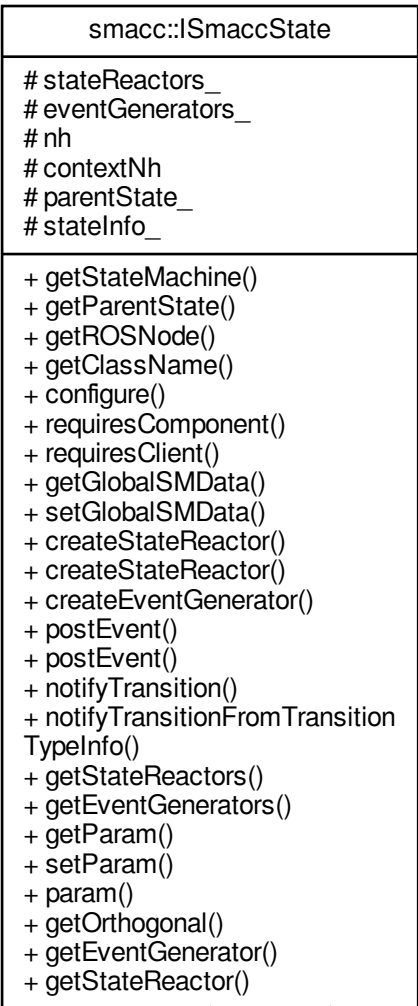 smacc::ISmaccState
# stateReactors_
# eventGenerators_
# nh
# contextNh
# parentState_
# stateInfo_
+ getStateMachine()
+ getParentState()
+ getROSNode()
+ getClassName()
+ configure()
+ requiresComponent()
+ requiresClient()
+ getGlobalSMData()
+ setGlobalSMData()
+ createStateReactor()
+ createStateReactor()
+ createEventGenerator()
+ postEvent()
+ postEvent()
+ notifyTransition()
+ notifyTransitionFromTransition
TypeInfo()
+ getStateReactors()
+ getEventGenerators()
+ getParam()
+ setParam()
+ param()
+ getOrthogonal()
+ getEventGenerator()
+ getStateReactor()